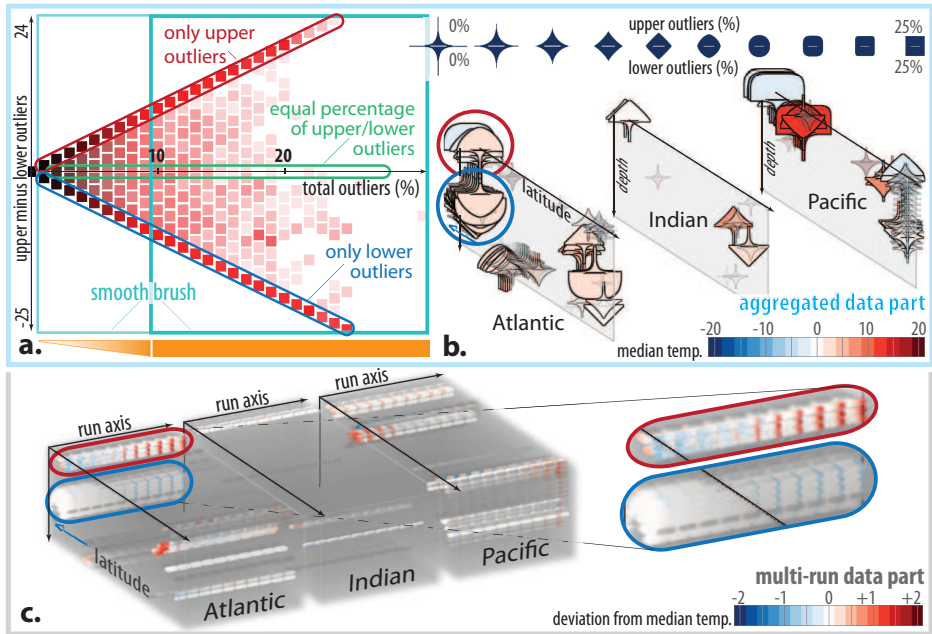 24
upper minus lower outliers
-25
only upper
outliers
equal percentage
of upper/lower
outliers
10
20
total outliers (%)
only lower
outliers
smooth brush
a.
0%
0%
upper outliers (%)
lower outliers (%)
25%
25%
depth
latitude
Atlantic
depth
Indian
depth
Pacific
aggregated data part
b.
median temp.
-20
-10
0
10
20
run axis
run axis
run axis
latitude
Atlantic
Indian
Pacific
c.
multi-run data part
deviation from median temp.
-2
-1
0
+1
+2